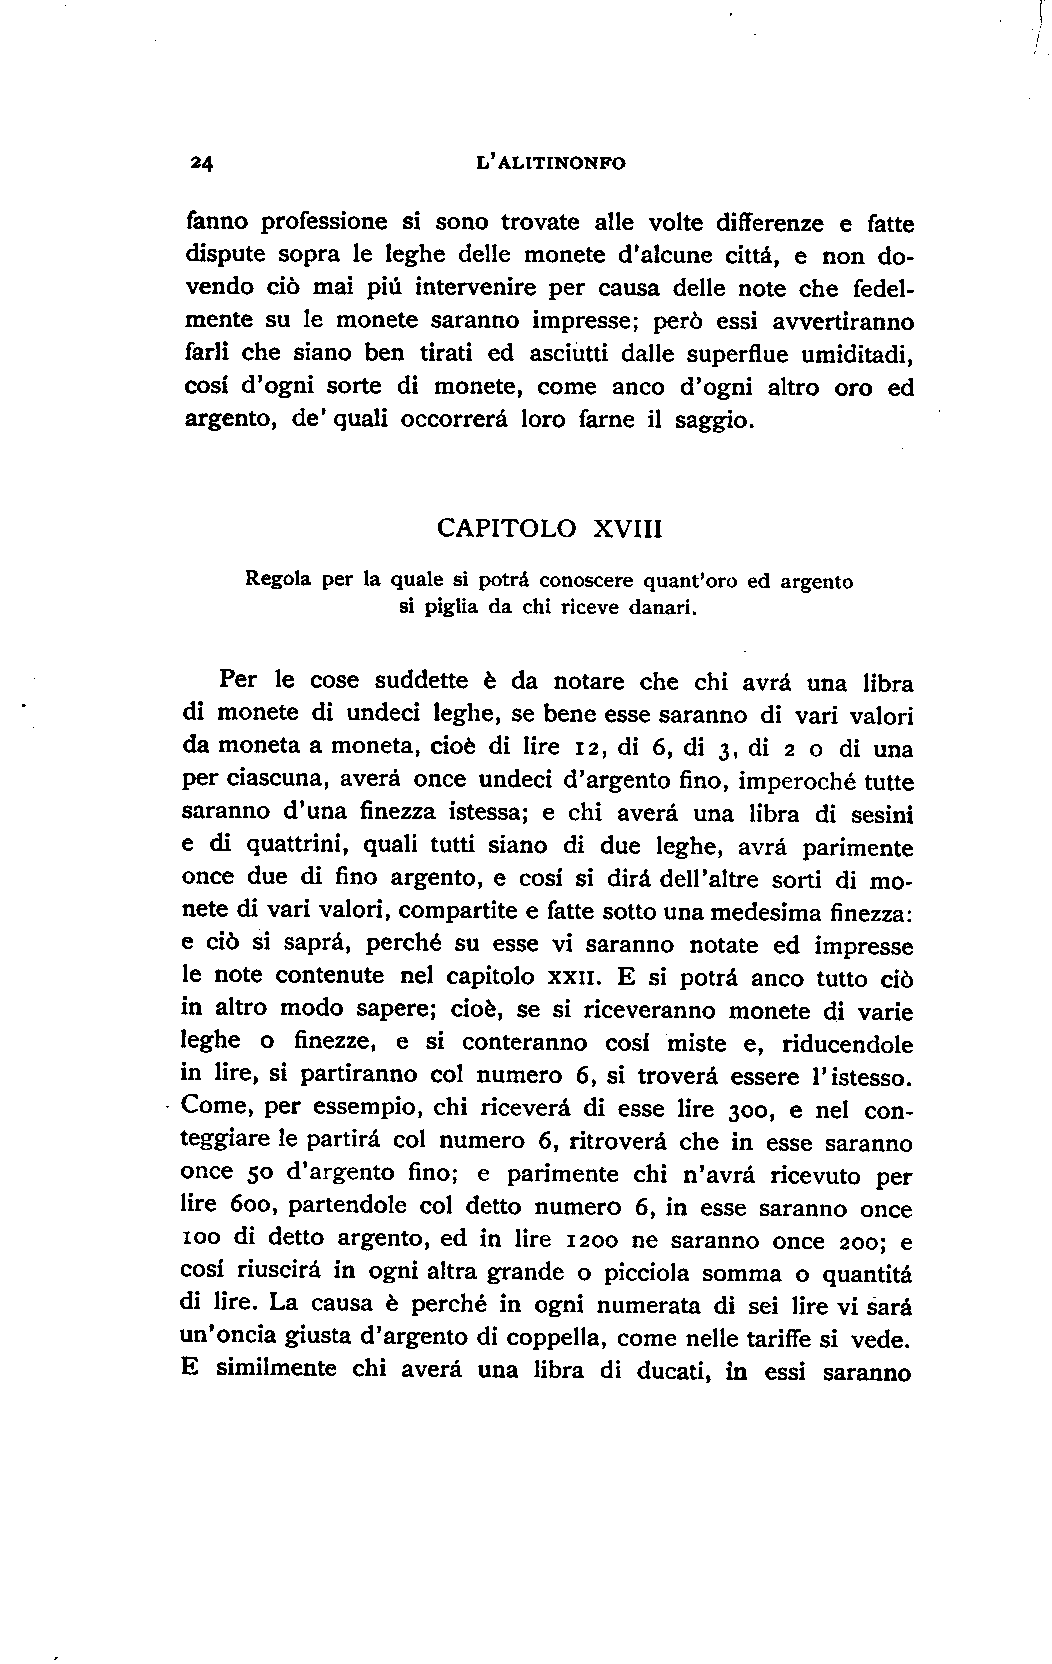 24 L'ALITINONFO
fanno professione si sono trovate alle volte differenze e fatte
dispute sopra le leghe delle monete d'alcune cittá, e non do-
vendo ciò mai piú intervenire per causa delle note che fedel-
mente su le monete saranno impresse; però essi avvertiranno
farli che siano ben tirati ed asciutti dalle superflue umiditadi,
cosí d'ogni sorte di monete, come anco d'ogni altro oro ed
argento, de' quali occorrerá loro farne il saggio.
CAPITOLO XVIII
Regola per la quale si potrá conoscere quant'oro ed argento
si piglia da chi riceve danari.
Per le cose suddette è da notare che chi avrá una libra
di monete di undeci leghe, se bene esse saranno di vari valori
da moneta a moneta, cioè di lire 12, di 6, di 3, di 2 o di una
per ciascuna, averá once undeci d'argento fino, imperoché tutte
saranno d'una finezza istessa; e chi averá una libra di sesini
e di quattrini, quali tutti siano di due leghe, avrá parimente
once due di fino argento, e cosí si dirá dell'altre sorti di mo-
nete di vari valori, compartite e fatte sotto una medesima finezza:
e ciò si saprá, perché su esse vi saranno notate ed impresse
le note contenute nel capitolo XXII. E si potrá anco tutto ciò
in altro modo sapere; cioè, se si riceveranno monete di varie
leghe o finezze, e si conteranno cosí miste e, riducendole
in lire, si partiranno col numero 6, si troverá essere l'istesso.
Come, per essempio, chi riceverá di esse lire 300, e nel con-
teggiare le partirá col numero 6, ritroverá che in esse saranno
once 50 d'argento fino; e parimente chi n'avrá ricevuto per
lire 600, partendole col detto numero 6, in esse saranno once
100 di detto argento, ed in lire 1200 ne saranno once 200; e
cosí riuscirá in ogni altra grande o picciola somma o quantitá
di lire. La causa è perché in ogni numerata di sei lire vi sará
un'oncia giusta d'argento di coppella, come nelle tariffe si vede.
E similmente chi averá una libra di ducati, in essi saranno